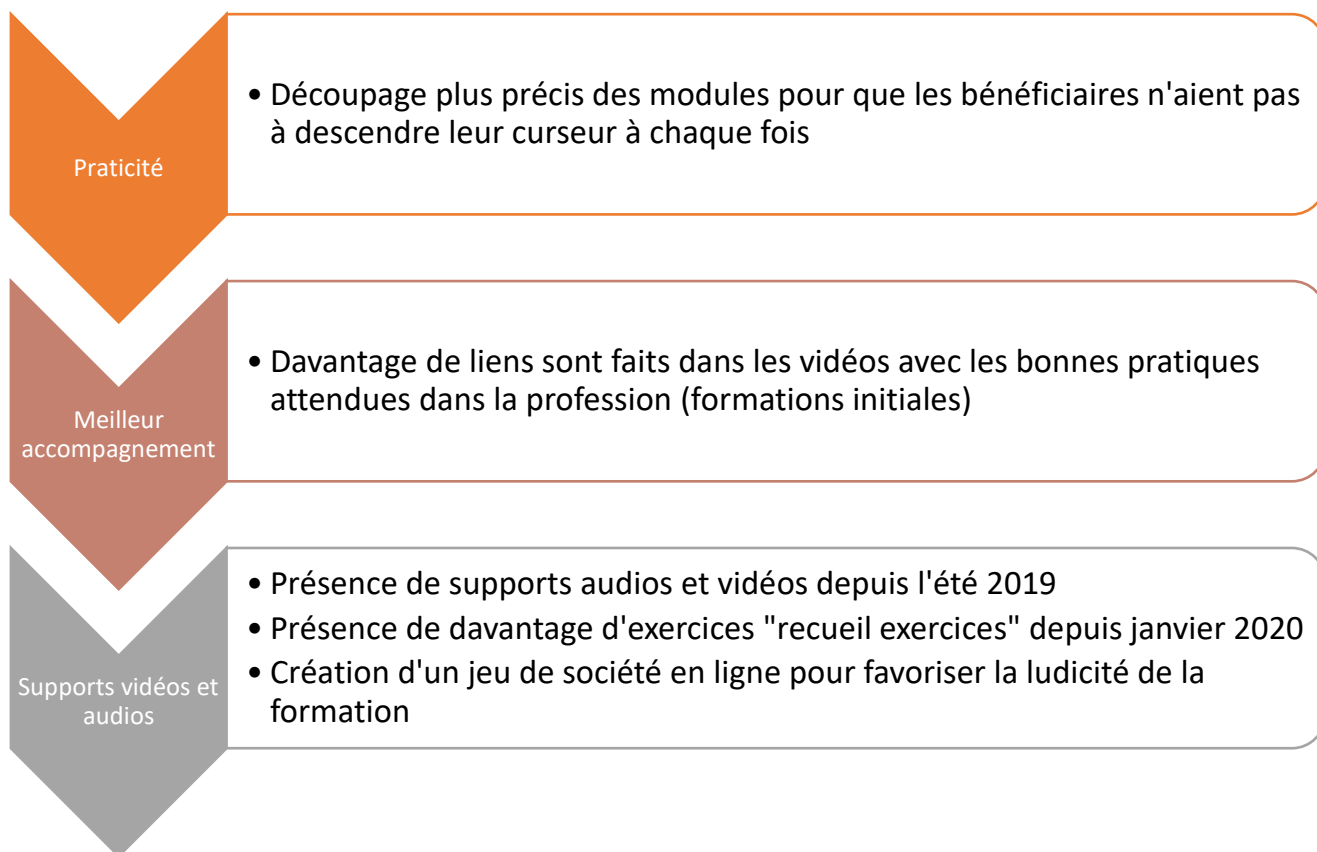 Praticité
• Découpage plus précis des modules pour que les bénéficiaires n'aient pas
à descendre leur curseur à chaque fois
Meilleur
accompagnement
• Davantage de liens sont faits dans les vidéos avec les bonnes pratiques
attendues dans la profession (formations initiales)
Supports vidéos et
audios
• Présence de supports audios et vidéos depuis l'été 2019
• Présence de davantage d'exercices "recueil exercices" depuis janvier 2020
• Création d'un jeu de société en ligne pour favoriser la ludicité de la
formation